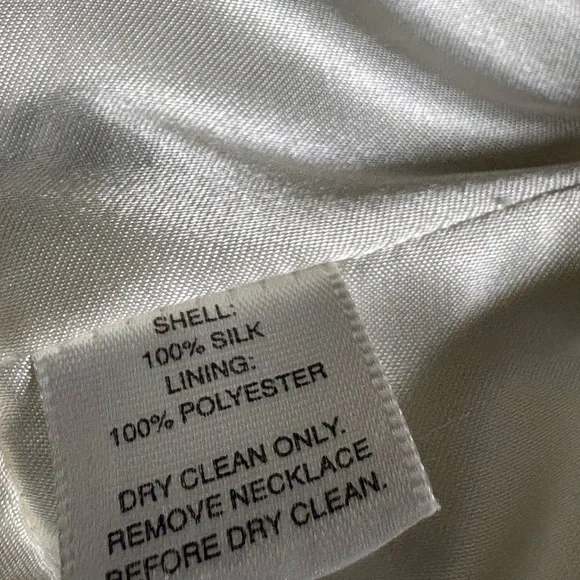 SHELL:
100% SILK
LINING:
100% POLYESTER
DRY CLEAN ONLY.
REMOVE NECKLACE
BEFORE DRY CLEAN.